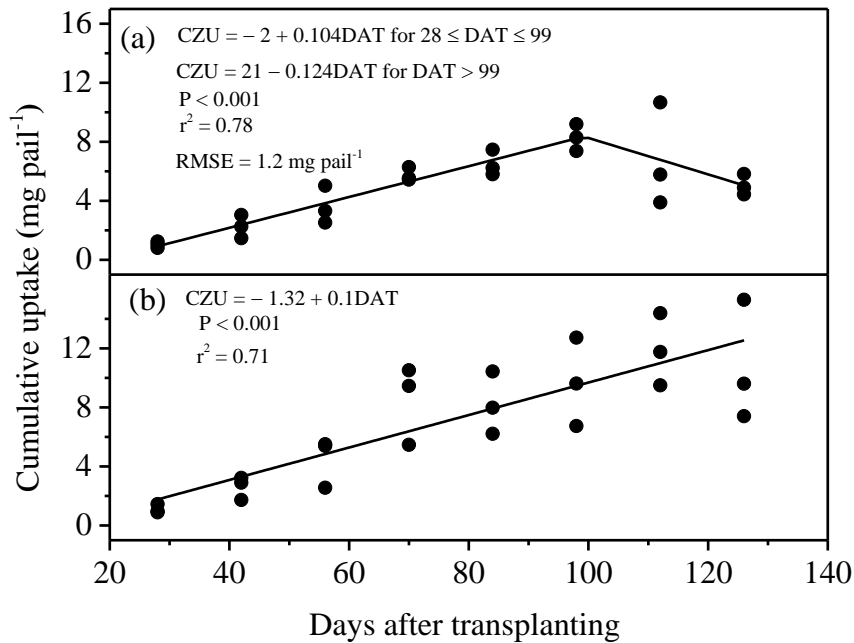 Cumulative uptake (mg pail⁻¹)
16
12
8
4
0
(a)
CZU = − 2 + 0.104DAT for 28 ≤ DAT ≤ 99
CZU = 21 − 0.124DAT for DAT > 99
P < 0.001
r² = 0.78
RMSE = 1.2 mg pail⁻¹
12
8
4
0
(b)
CZU = − 1.32 + 0.1DAT
P < 0.001
r² = 0.71
20 40 60 80 100 120 140
Days after transplanting